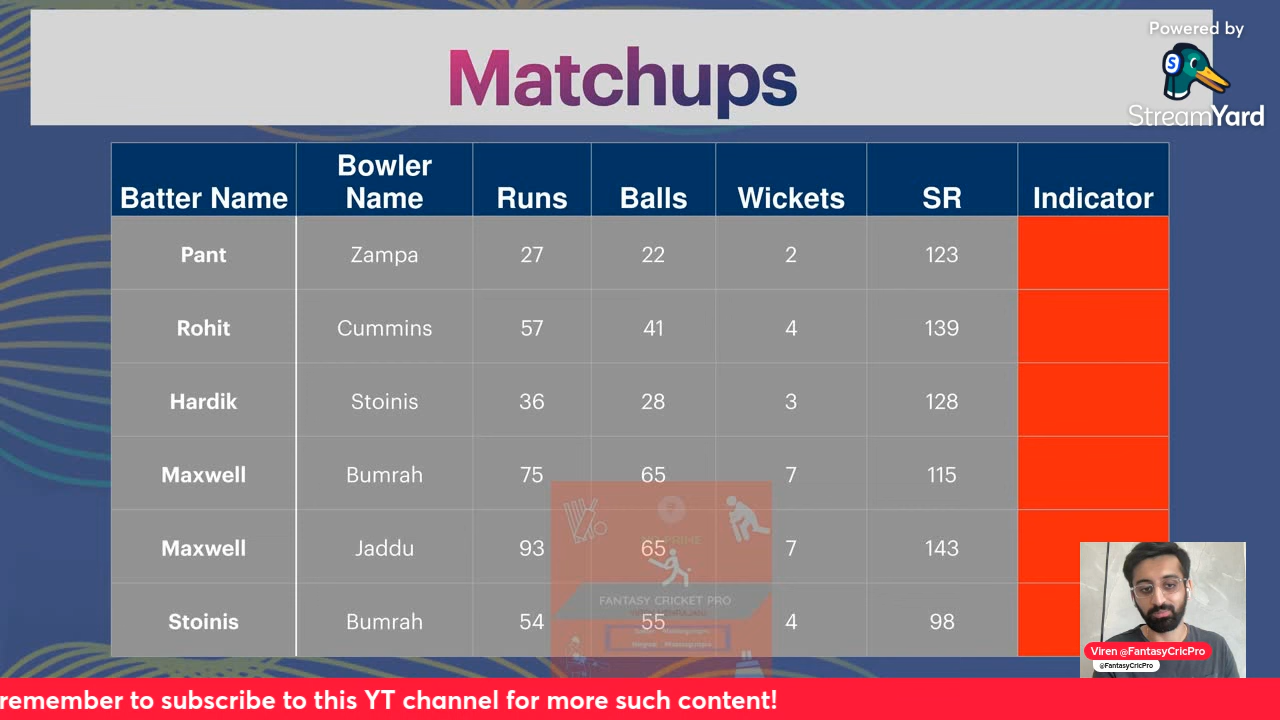 Powered by
StreamYard
Matchups
Batter Name Bowler Name Runs Balls Wickets SR Indicator
Pant Zampa 27 22 2 123
Rohit Cummins 57 41 4 139
Hardik Stoinis 36 28 3 128
Maxwell Bumrah 75 65 7 115
Maxwell Jaddu 93 65 7 143
Stoinis Bumrah 54 55 4 98
FANTASY CRICKET PRO
Viren @FantasyCricPro
@FantasyCricPro
remember to subscribe to this YT channel for more such content!